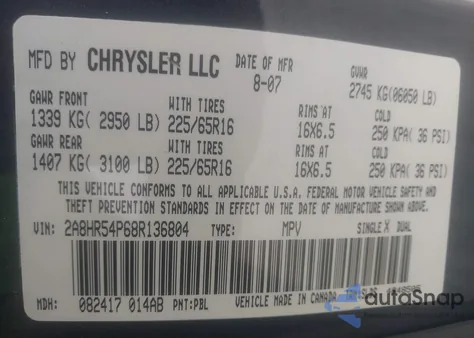 MFD BY CHRYSLER LLC DATE OF MFR 8-07 GVWR 2745 KG(06050 LB)
GAWR FRONT WITH TIRES RIMS AT COLD
1339 KG( 2950 LB) 225/65R16 16X6.5 250 KPA( 36 PSI)
GAWR REAR WITH TIRES RIMS AT COLD
1407 KG( 3100 LB) 225/65R16 16X6.5 250 KPA( 36 PSI)
THIS VEHICLE CONFORMS TO ALL APPLICABLE U.S.A. FEDERAL MOTOR VEHICLE SAFETY AND
THEFT PREVENTION STANDARDS IN EFFECT ON THE DATE OF MANUFACTURE SHOWN ABOVE.
VIN: 2A8HR54P68R136804 TYPE: MPV SINGLE X DUAL
MDH: 082417 014AB PNT:PBL VEHICLE MADE IN CANADA
autoSnap